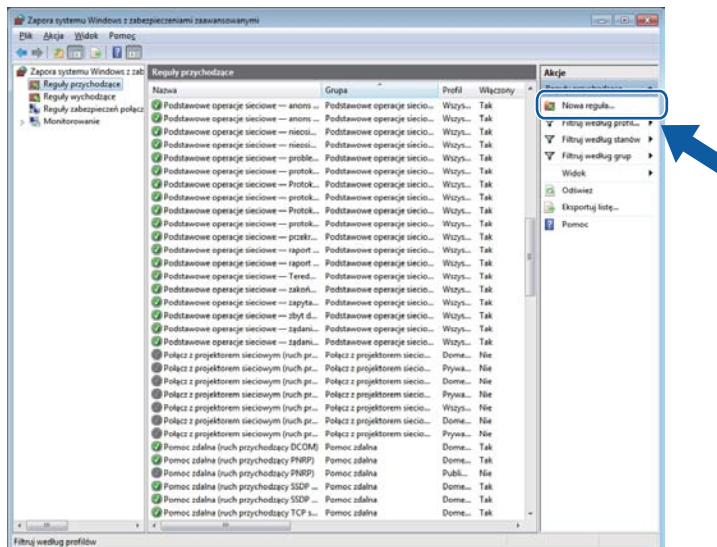 Zapora systemu Windows z zabezpieczeniami zaawansowanymi
Plik Akcja Widok Pomoc
Zapora systemu Windows z zab
Reguły przychodzące
Reguły wychodzące
Reguły zabezpieczeń połącz
Monitorowanie
Reguły przychodzące
Nazwa Grupa Profil Włączony
Podstawowe operacje sieciowe — anons ... Podstawowe operacje siecio... Wszys... Tak
Podstawowe operacje sieciowe — anons ... Podstawowe operacje siecio... Wszys... Tak
Podstawowe operacje sieciowe — nieosi... Podstawowe operacje siecio... Wszys... Tak
Podstawowe operacje sieciowe — nieosi... Podstawowe operacje siecio... Wszys... Tak
Podstawowe operacje sieciowe — proble... Podstawowe operacje siecio... Wszys... Tak
Podstawowe operacje sieciowe — protok... Podstawowe operacje siecio... Wszys... Tak
Podstawowe operacje sieciowe — Protok... Podstawowe operacje siecio... Wszys... Tak
Podstawowe operacje sieciowe — protok... Podstawowe operacje siecio... Wszys... Tak
Podstawowe operacje sieciowe — Protok... Podstawowe operacje siecio... Wszys... Tak
Podstawowe operacje sieciowe — protok... Podstawowe operacje siecio... Wszys... Tak
Podstawowe operacje sieciowe — przekr... Podstawowe operacje siecio... Wszys... Tak
Podstawowe operacje sieciowe — raport ... Podstawowe operacje siecio... Wszys... Tak
Podstawowe operacje sieciowe — raport ... Podstawowe operacje siecio... Wszys... Tak
Podstawowe operacje sieciowe — Tered... Podstawowe operacje siecio... Wszys... Tak
Podstawowe operacje sieciowe — zakoń... Podstawowe operacje siecio... Wszys... Tak
Podstawowe operacje sieciowe — zapyta... Podstawowe operacje siecio... Wszys... Tak
Podstawowe operacje sieciowe — zbyt d... Podstawowe operacje siecio... Wszys... Tak
Podstawowe operacje sieciowe — żądani... Podstawowe operacje siecio... Wszys... Tak
Podstawowe operacje sieciowe — żądani... Podstawowe operacje siecio... Wszys... Tak
Połącz z projektorem sieciowym (ruch pr... Połącz z projektorem siecio... Dome... Nie
Połącz z projektorem sieciowym (ruch pr... Połącz z projektorem siecio... Prywa... Nie
Połącz z projektorem sieciowym (ruch pr... Połącz z projektorem siecio... Dome... Nie
Połącz z projektorem sieciowym (ruch pr... Połącz z projektorem siecio... Prywa... Nie
Połącz z projektorem sieciowym (ruch pr... Połącz z projektorem siecio... Wszys... Nie
Połącz z projektorem sieciowym (ruch pr... Połącz z projektorem siecio... Dome... Nie
Połącz z projektorem sieciowym (ruch pr... Połącz z projektorem siecio... Prywa... Nie
Pomoc zdalna (ruch przychodzący DCOM) Pomoc zdalna Dome... Tak
Pomoc zdalna (ruch przychodzący PNRP) Pomoc zdalna Dome... Tak
Pomoc zdalna (ruch przychodzący PNRP) Pomoc zdalna Publi... Nie
Pomoc zdalna (ruch przychodzący SSDP ... Pomoc zdalna Dome... Tak
Pomoc zdalna (ruch przychodzący SSDP ... Pomoc zdalna Dome... Tak
Pomoc zdalna (ruch przychodzący TCP s... Pomoc zdalna Dome... Tak
Akcje
Nowa reguła...
Filtruj według profil...
Filtruj według stanów
Filtruj według grup
Widok
Odśwież
Eksportuj listę...
Pomoc
Filtruj według profilów